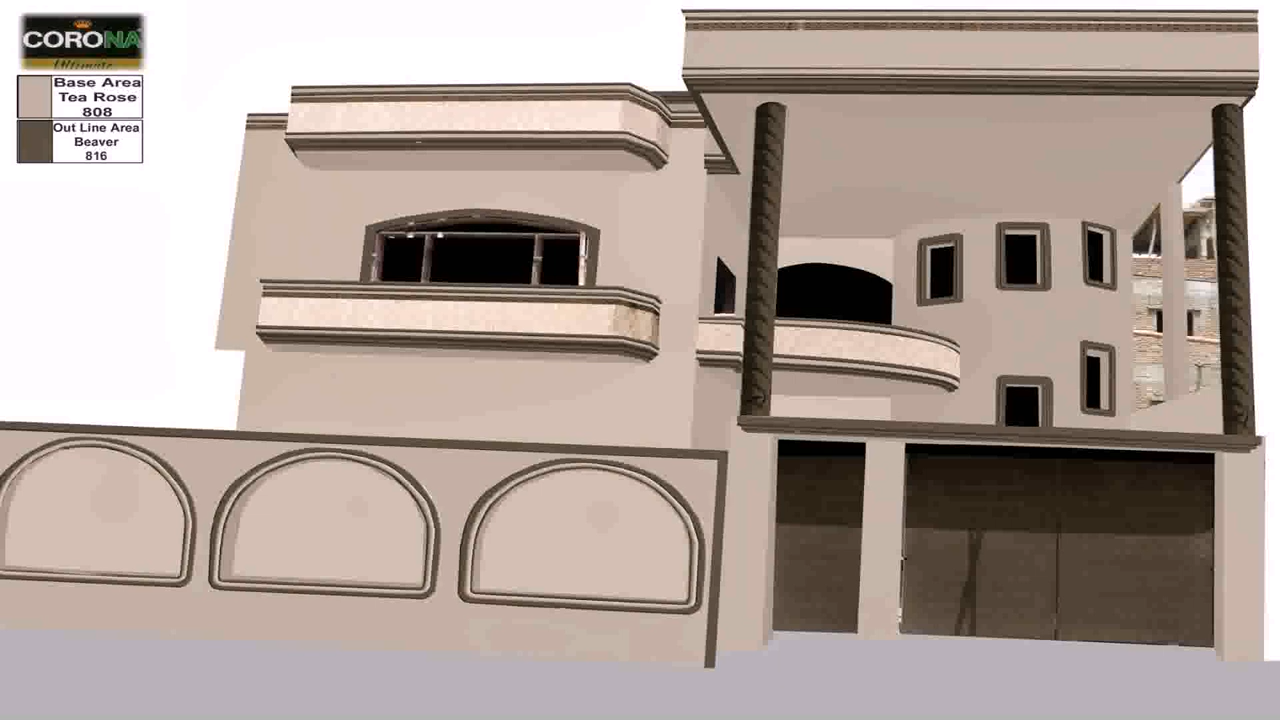 CORONA
Ultimate
Base Area
Tea Rose
808
Out Line Area
Beaver
816